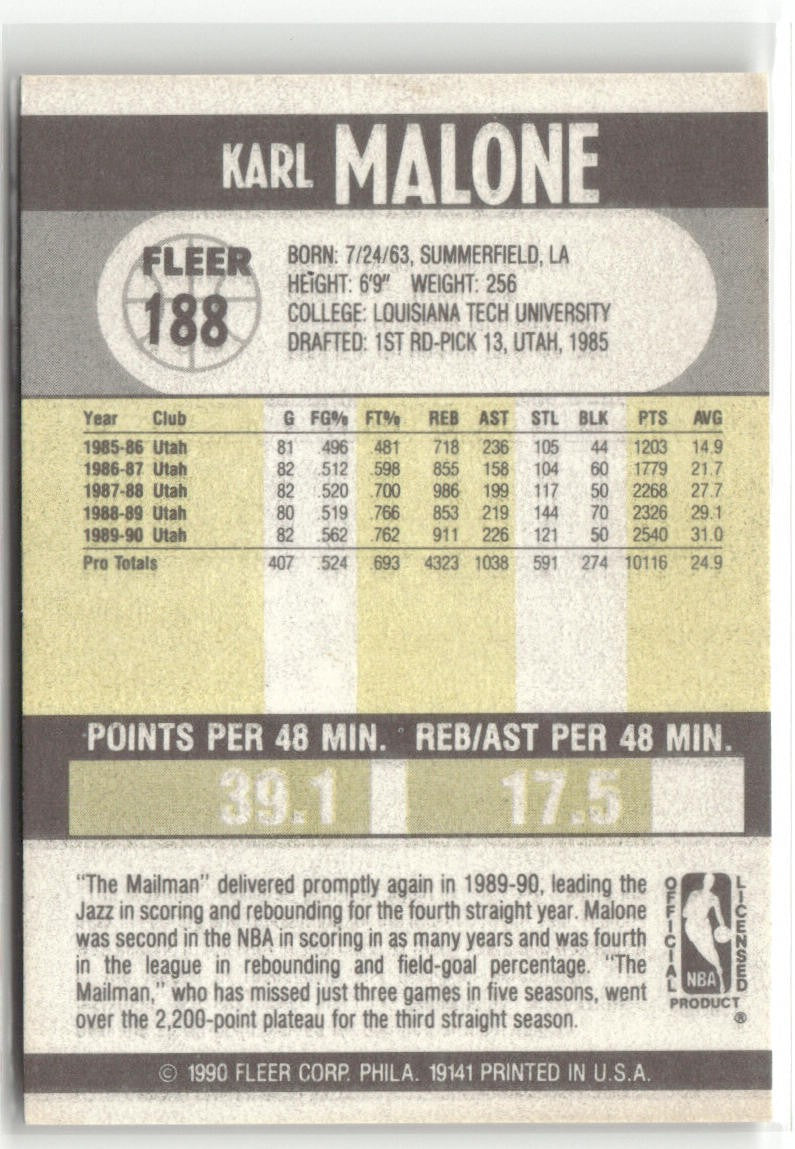 KARL MALONE
FLEER
188
BORN: 7/24/63, SUMMERFIELD, LA
HEIGHT: 6'9" WEIGHT: 256
COLLEGE: LOUISIANA TECH UNIVERSITY
DRAFTED: 1ST RD-PICK 13, UTAH, 1985
Year Club G FG% FT% REB AST STL BLK PTS AVG
1985-86 Utah 81 .496 .481 718 236 105 44 1203 14.9
1986-87 Utah 82 .512 .598 855 158 104 60 1779 21.7
1987-88 Utah 82 .520 .700 986 199 117 50 2268 27.7
1988-89 Utah 80 .519 .766 853 219 144 70 2326 29.1
1989-90 Utah 82 .562 .762 911 226 121 50 2540 31.0
Pro Totals 407 .524 .693 4323 1038 591 274 10116 24.9
POINTS PER 48 MIN. REB/AST PER 48 MIN.
39.1 17.5
"The Mailman" delivered promptly again in 1989-90, leading the
Jazz in scoring and rebounding for the fourth straight year. Malone
was second in the NBA in scoring in as many years and was fourth
in the league in rebounding and field-goal percentage. "The
Mailman," who has missed just three games in five seasons, went
over the 2,200-point plateau for the third straight season.
OFFICIAL
LICENSED
NBA
PRODUCT
®
© 1990 FLEER CORP. PHILA. 19141 PRINTED IN U.S.A.